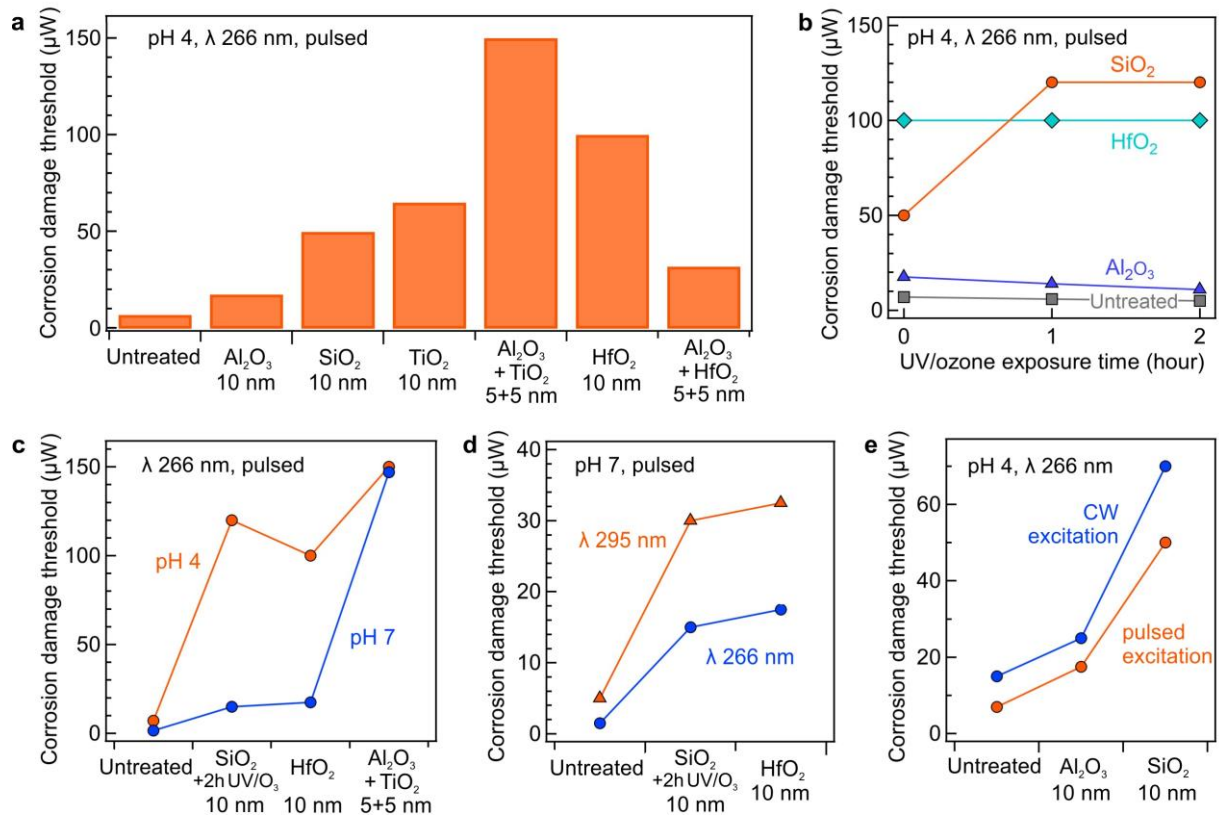 a
Corrosion damage threshold (µW)
pH 4, λ 266 nm, pulsed
150
100
50
0
Untreated
Al₂O₃
10 nm
SiO₂
10 nm
TiO₂
10 nm
Al₂O₃
+ TiO₂
5+5 nm
HfO₂
10 nm
Al₂O₃
+ HfO₂
5+5 nm
b
Corrosion damage threshold (µW)
pH 4, λ 266 nm, pulsed
150
100
50
0
SiO₂
HfO₂
Al₂O₃
Untreated
0 1 2
UV/ozone exposure time (hour)
c
Corrosion damage threshold (µW)
λ 266 nm, pulsed
150
100
50
0
pH 4
pH 7
Untreated
SiO₂
+2h UV/O₃
10 nm
HfO₂
10 nm
Al₂O₃
+ TiO₂
5+5 nm
d
Corrosion damage threshold (µW)
pH 7, pulsed
40
30
20
10
0
λ 295 nm
λ 266 nm
Untreated
SiO₂
+2h UV/O₃
10 nm
HfO₂
10 nm
e
Corrosion damage threshold (µW)
pH 4, λ 266 nm
60
40
20
0
CW
excitation
pulsed
excitation
Untreated
Al₂O₃
10 nm
SiO₂
10 nm